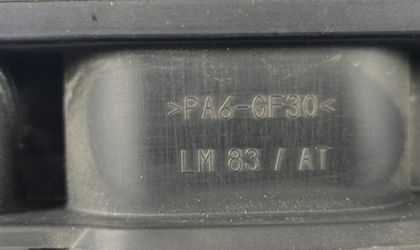 >PA6-GF30<
LM 83 / AT